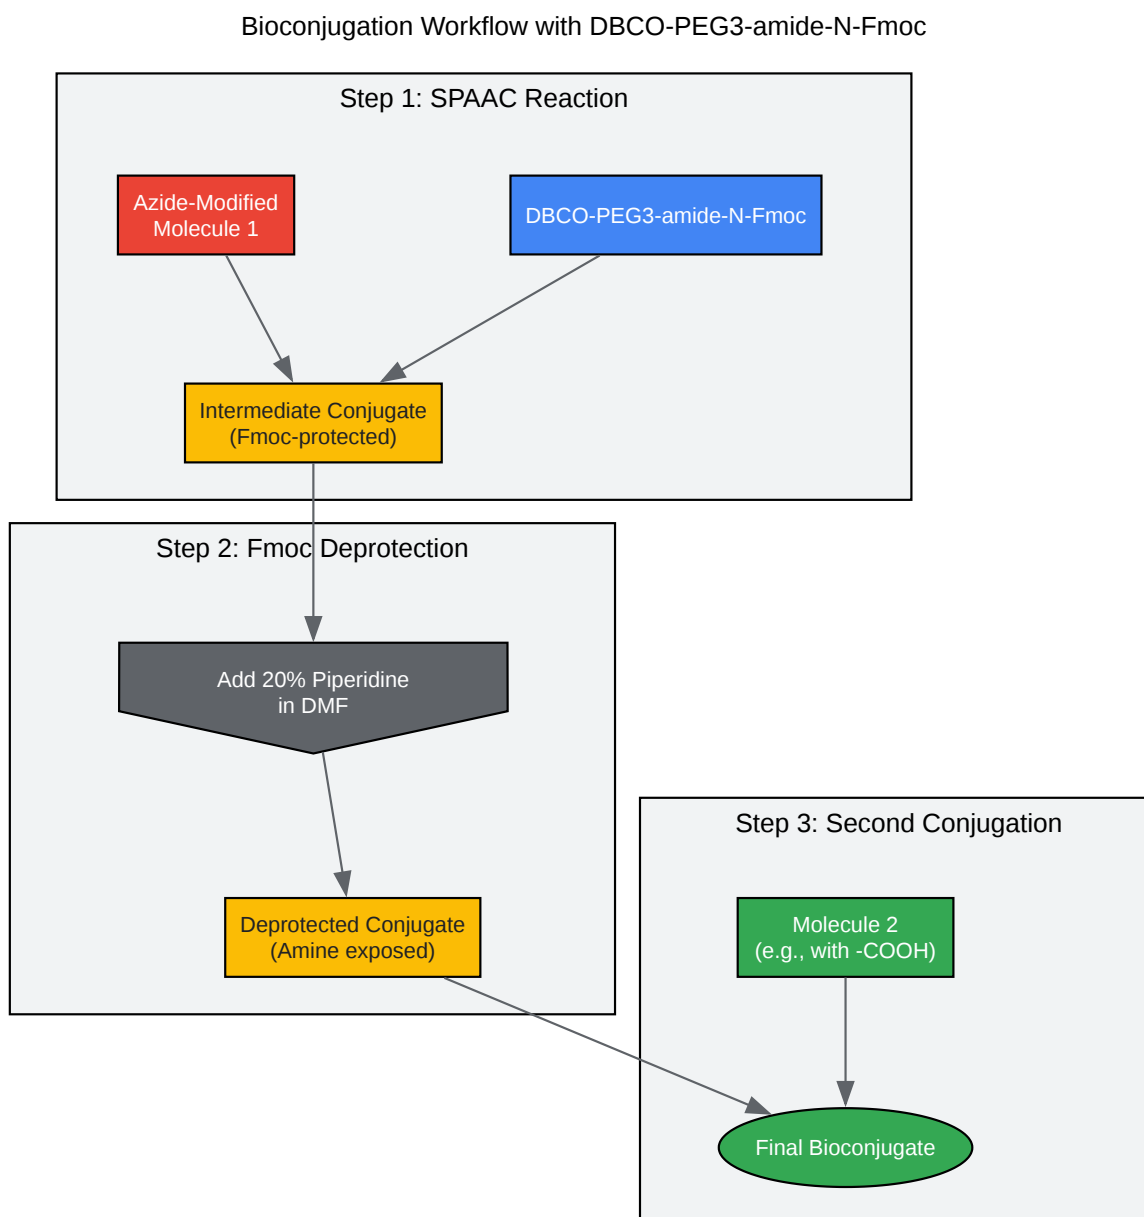 Bioconjugation Workflow with DBCO-PEG3-amide-N-Fmoc
Step 1: SPAAC Reaction
Azide-Modified
Molecule 1
DBCO-PEG3-amide-N-Fmoc
Intermediate Conjugate
(Fmoc-protected)
Step 2: Fmoc Deprotection
Add 20% Piperidine
in DMF
Deprotected Conjugate
(Amine exposed)
Step 3: Second Conjugation
Molecule 2
(e.g., with -COOH)
Final Bioconjugate